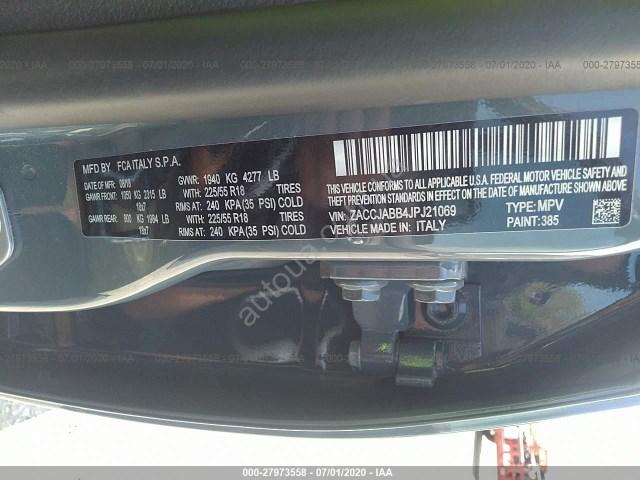 000-27973558 - 07/01/2020 - IAAI
MFD BY FCA ITALY S.P.A.
DATE OF MFR 08/18 GVWR: 1940 KG 4277 LB
GAWR FRONT: 1050 KG 2315 LB WITH: 225/55 R18 TIRES
18x7 RIMS AT: 240 KPA(35 PSI) COLD
GAWR REAR: 900 KG 1984 LB WITH: 225/55 R18 TIRES
18x7 RIMS AT: 240 KPA(35 PSI) COLD
THIS VEHICLE CONFORMS TO ALL APPLICABLE U.S.A. FEDERAL MOTOR VEHICLE SAFETY
AND THEFT PREVENTION STANDARDS IN EFFECT ON THE DATE OF MANUFACTURE SHOWN ABOVE
VIN: ZACCJABB4JPJ21069 TYPE: MPV
VEHICLE MADE IN: ITALY PAINT:385
000-27973558 - 07/01/2020 - IAAI